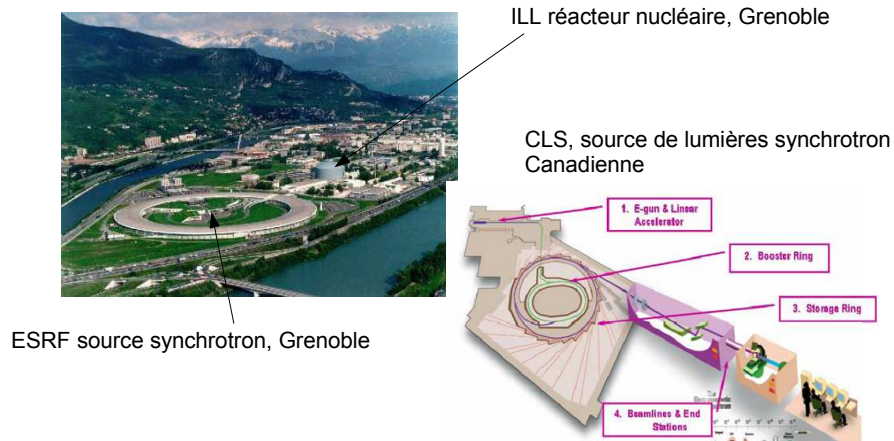 ILL réacteur nucléaire, Grenoble
CLS, source de lumières synchrotron
Canadienne
1. E-gun & Linear
Accelerator
2. Booster Ring
3. Storage Ring
ESRF source synchrotron, Grenoble
4. Beamlines & End
Stations